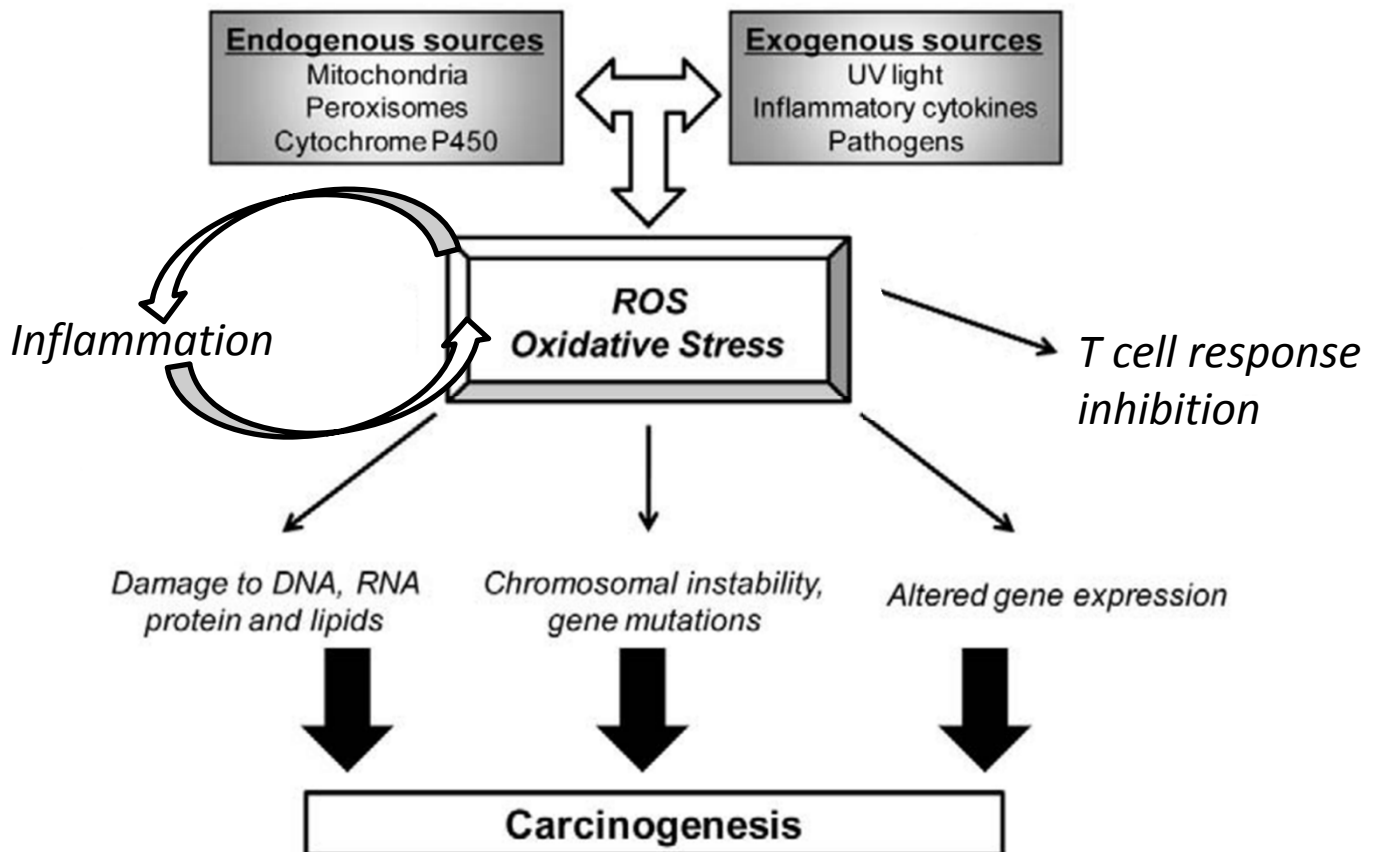 Endogenous sources
Mitochondria
Peroxisomes
Cytochrome P450
Exogenous sources
UV light
Inflammatory cytokines
Pathogens
ROS
Oxidative Stress
Inflammation
T cell response
inhibition
Damage to DNA, RNA
protein and lipids
Chromosomal instability,
gene mutations
Altered gene expression
Carcinogenesis